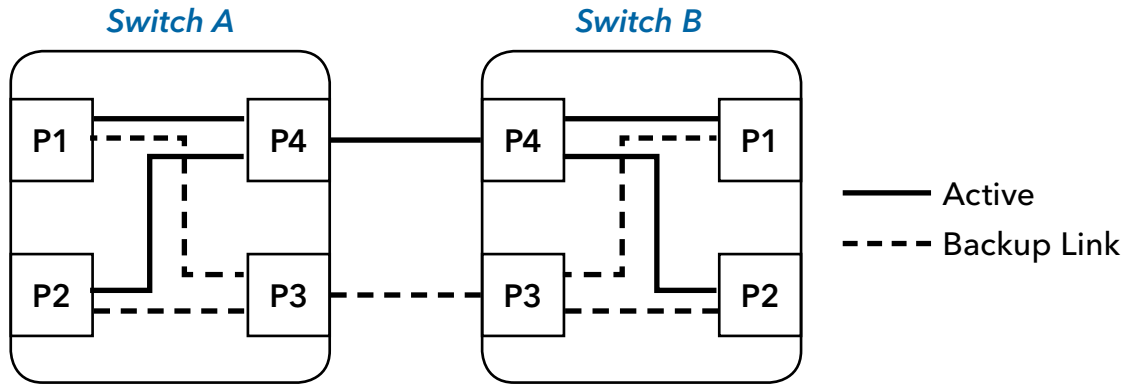 Switch A
Switch B
P1
P4
P4
P1
Active
Backup Link
P2
P3
P3
P2